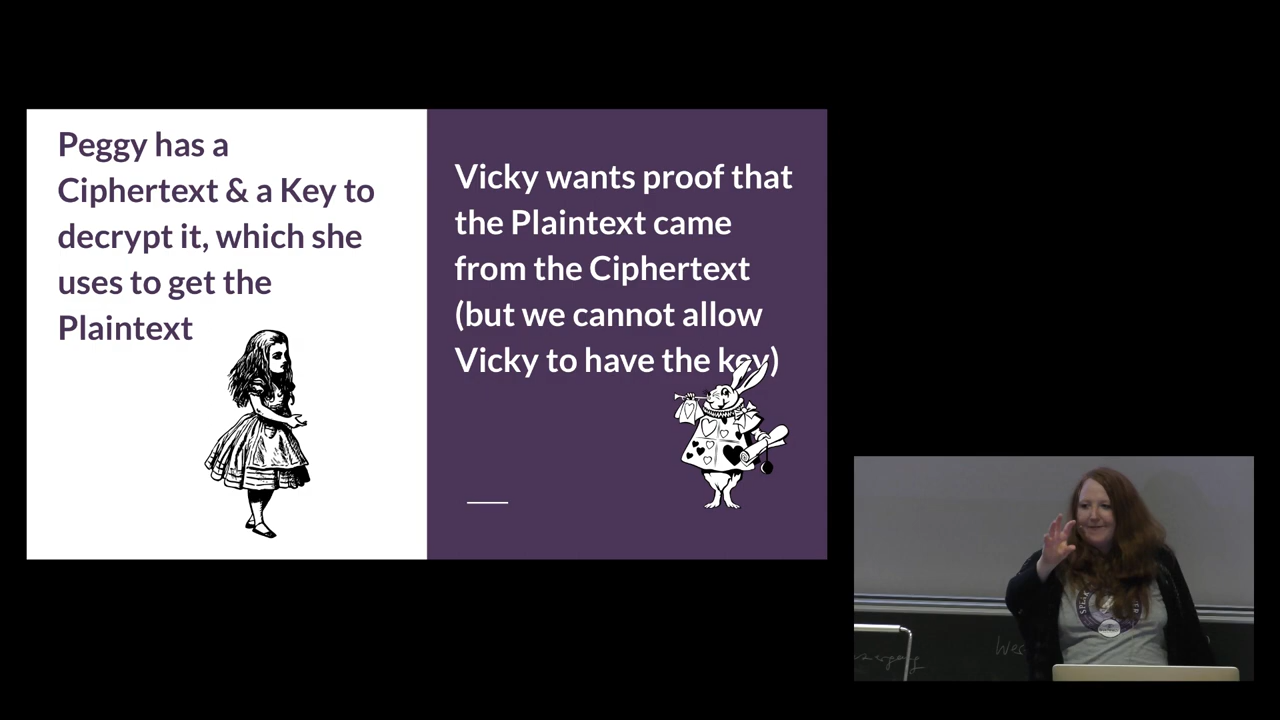 Peggy has a
Ciphertext & a Key to
decrypt it, which she
uses to get the
Plaintext
Vicky wants proof that
the Plaintext came
from the Ciphertext
(but we cannot allow
Vicky to have the key)